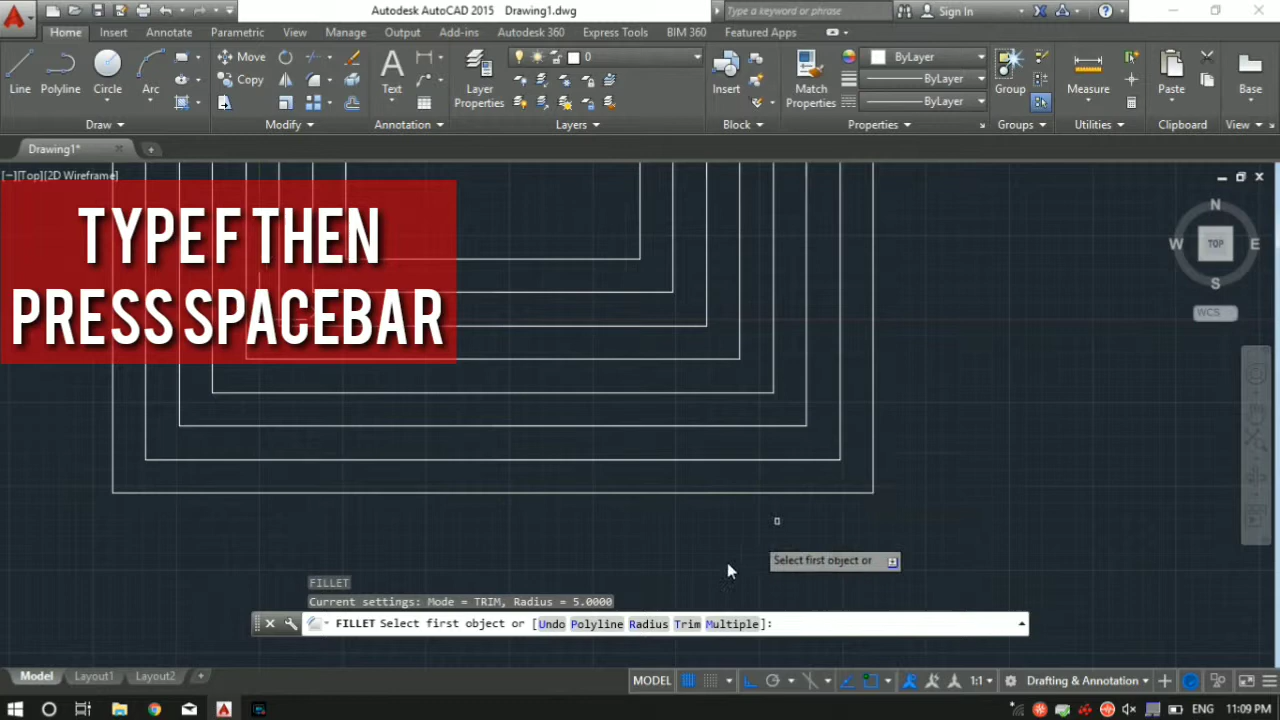 Autodesk AutoCAD 2015 Drawing1.dwg
Type a keyword or phrase
Sign In
Home Insert Annotate Parametric View Manage Output Add-ins Autodesk 360 Express Tools BIM 360 Featured Apps
Line Polyline Circle Arc
Move
Copy
Text
Layer
Properties
0
Insert
Match
Properties
ByLayer
ByLayer
ByLayer
Group
Measure
Paste
Base
Draw Modify Annotation Layers Block Properties Groups Utilities Clipboard View
Drawing1*
[−][Top][2D Wireframe]
TYPE F THEN
PRESS SPACEBAR
N
W TOP E
S
WCS
Select first object or
FILLET
Current settings: Mode = TRIM, Radius = 5.0000
FILLET Select first object or [Undo Polyline Radius Trim Multiple]:
Model Layout1 Layout2
MODEL
1:1
Drafting & Annotation
ENG 11:09 PM